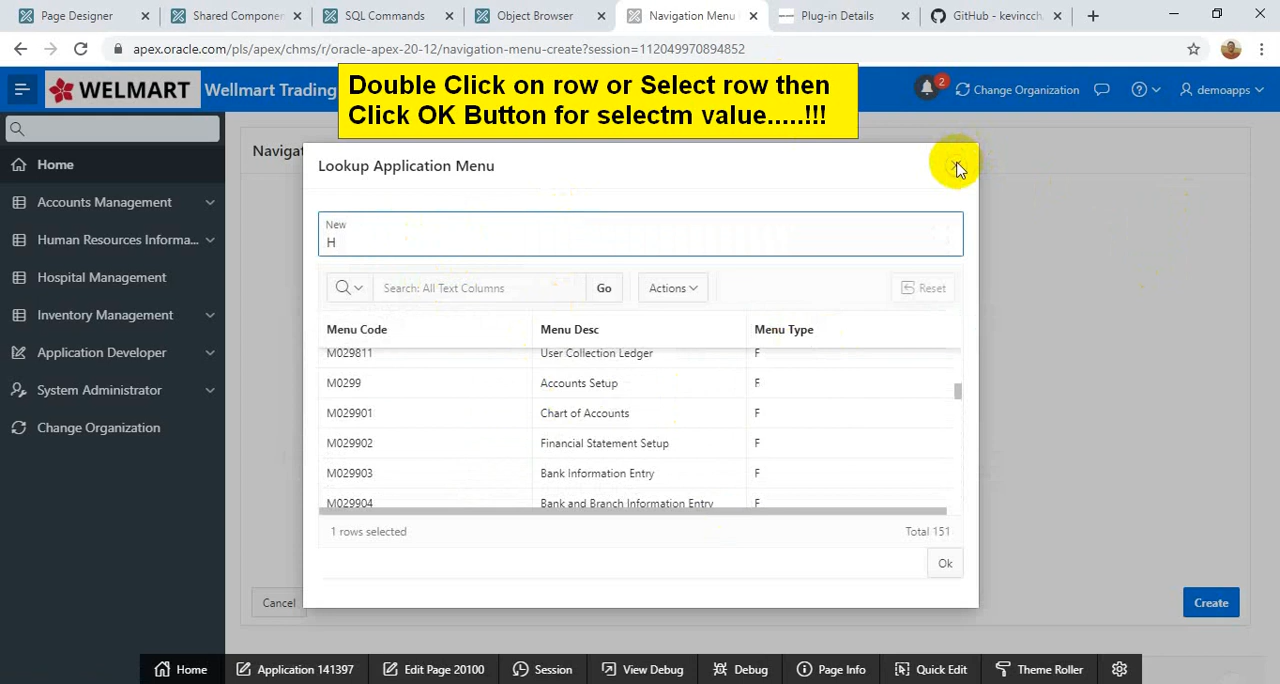 Page Designer
Shared Componen
SQL Commands
Object Browser
Navigation Menu
Plug-in Details
GitHub - kevincch
apex.oracle.com/pls/apex/chms/r/oracle-apex-20-12/navigation-menu-create?session=112049970894852
WELMART
Wellmart Trading
Double Click on row or Select row then
Click OK Button for selectm value.....!!!
2
Change Organization
demoapps
Home
Accounts Management
Human Resources Informa...
Hospital Management
Inventory Management
Application Developer
System Administrator
Change Organization
Navigat
Lookup Application Menu
New
H
Search: All Text Columns
Go
Actions
Reset
Menu Code Menu Desc Menu Type
M029811 User Collection Ledger F
M0299 Accounts Setup F
M029901 Chart of Accounts F
M029902 Financial Statement Setup F
M029903 Bank Information Entry F
M029904 Bank and Branch Information Entry F
1 rows selected Total 151
Ok
Cancel
Create
Home
Application 141397
Edit Page 20100
Session
View Debug
Debug
Page Info
Quick Edit
Theme Roller